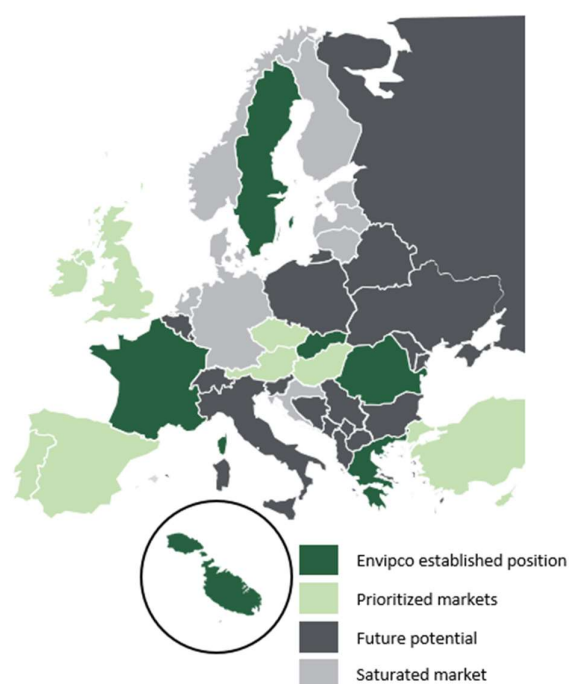 Envipco established position
Prioritized markets
Future potential
Saturated market